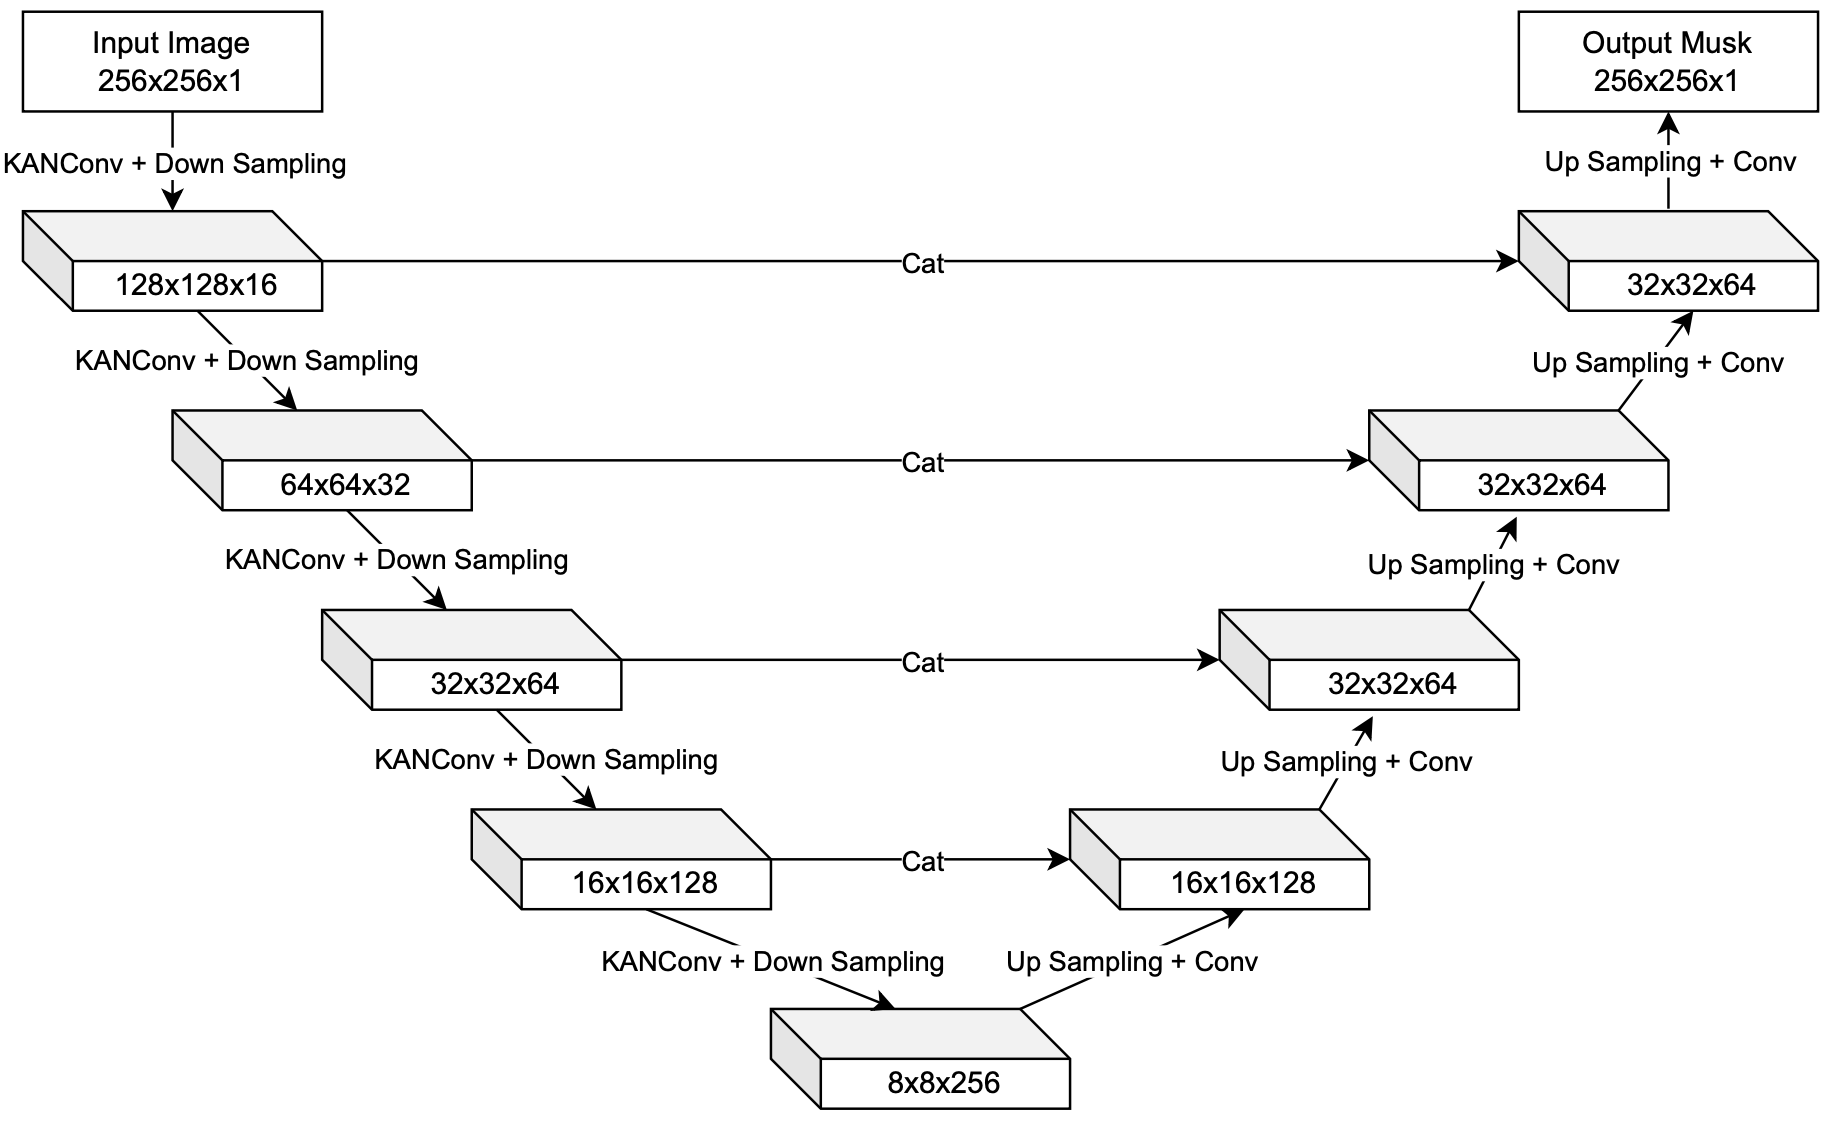 Input Image
256x256x1
Output Musk
256x256x1
KANConv + Down Sampling
Up Sampling + Conv
128x128x16
Cat
32x32x64
KANConv + Down Sampling
Up Sampling + Conv
64x64x32
Cat
32x32x64
KANConv + Down Sampling
Up Sampling + Conv
32x32x64
Cat
32x32x64
KANConv + Down Sampling
Up Sampling + Conv
16x16x128
Cat
16x16x128
KANConv + Down Sampling
Up Sampling + Conv
8x8x256